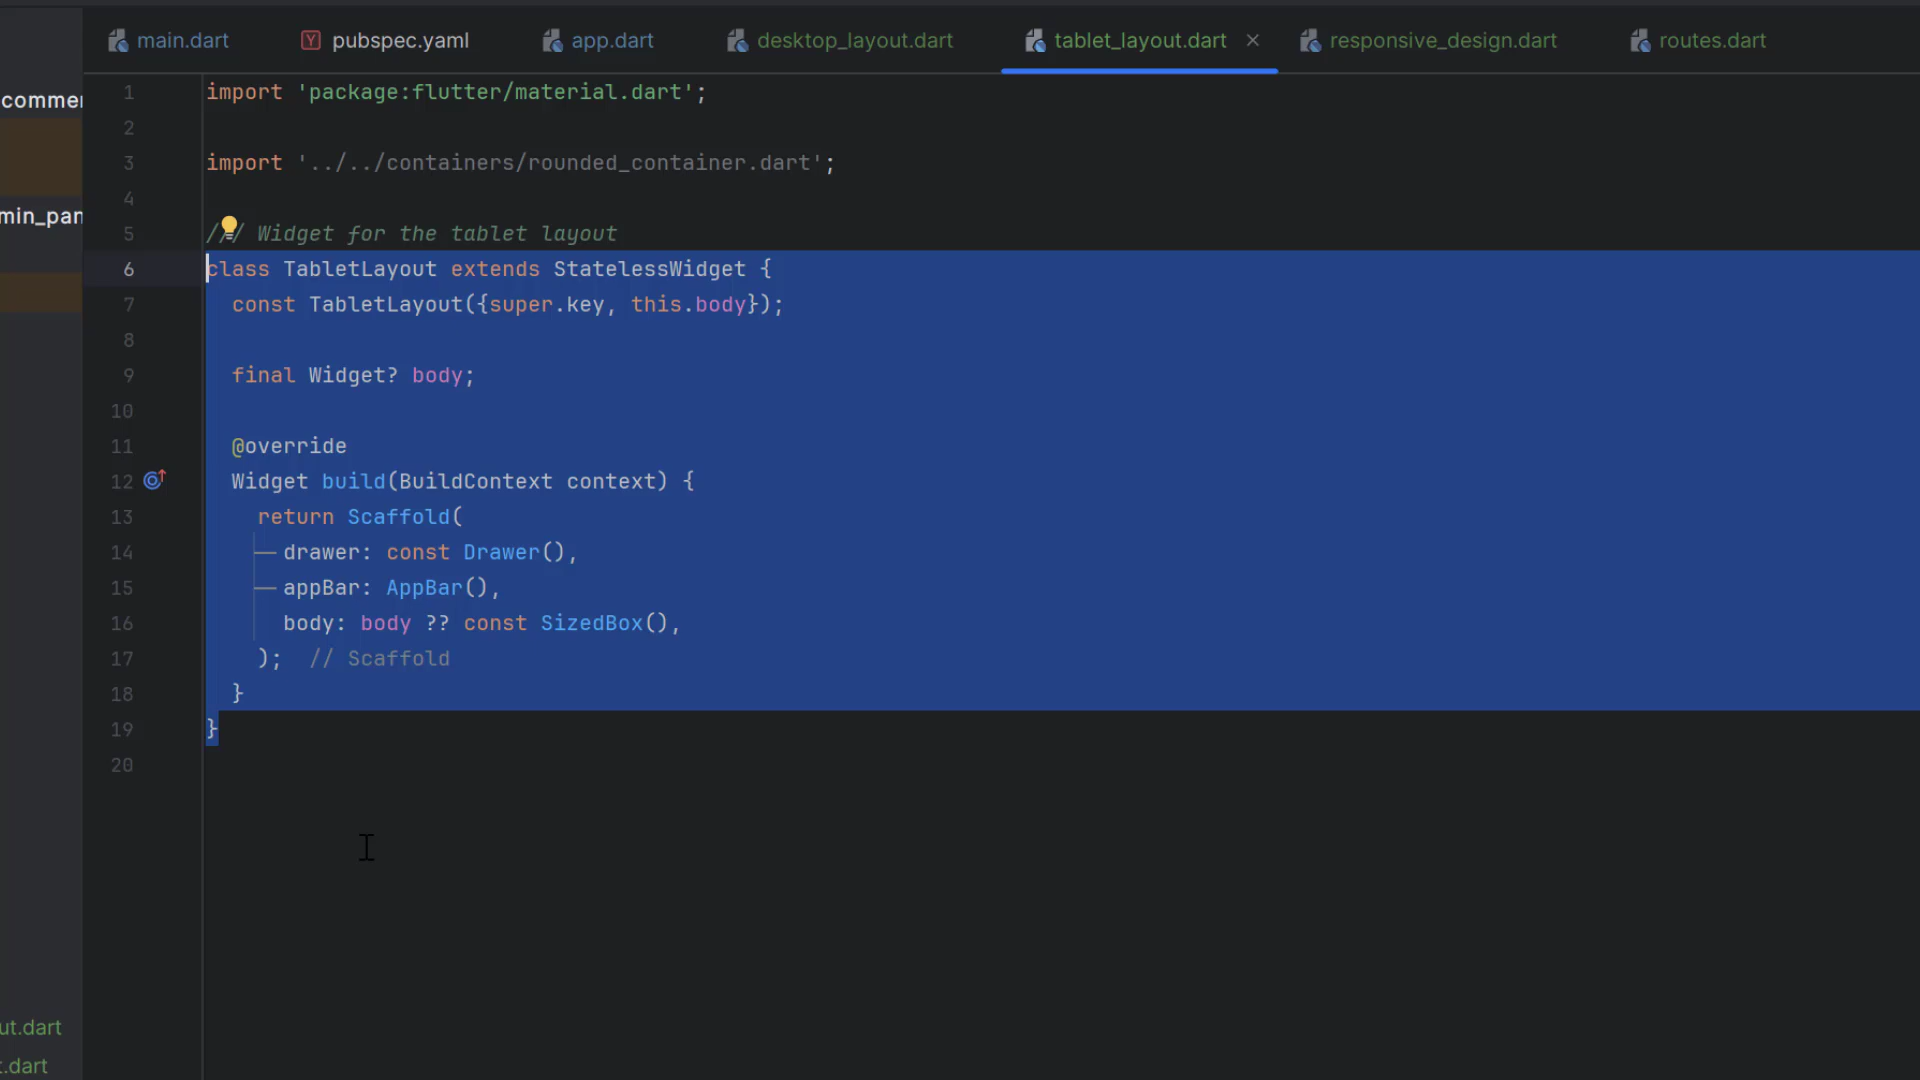 main.dart pubspec.yaml app.dart desktop_layout.dart tablet_layout.dart responsive_design.dart routes.dart
commer
min_pan
ut.dart
t.dart
1 import 'package:flutter/material.dart';
2
3 import '../../containers/rounded_container.dart';
4
5 /// Widget for the tablet layout
6 class TabletLayout extends StatelessWidget {
7 const TabletLayout({super.key, this.body});
8
9 final Widget? body;
10
11 @override
12 Widget build(BuildContext context) {
13 return Scaffold(
14 drawer: const Drawer(),
15 appBar: AppBar(),
16 body: body ?? const SizedBox(),
17 ); // Scaffold
18 }
19 }
20